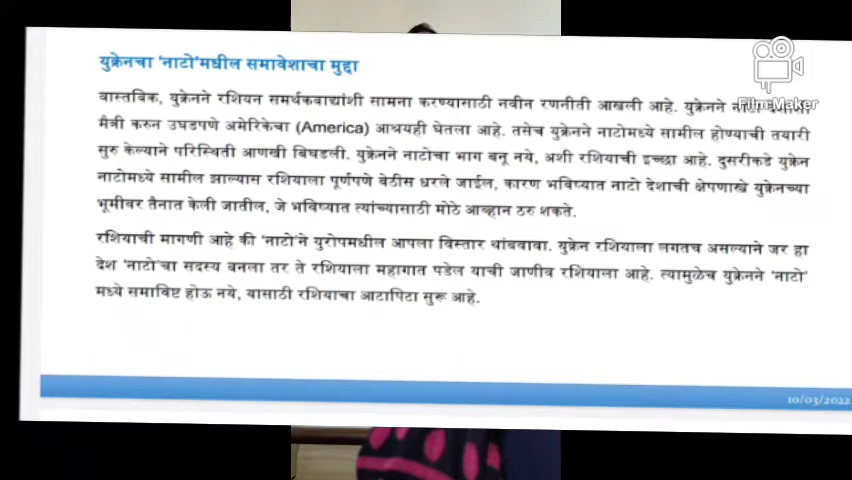 युक्रेनचा 'नाटो'मधील समावेशाचा मुद्दा
वास्तविक, युक्रेनने रशियन समर्थकवाद्यांशी सामना करण्यासाठी नवीन रणनीती आखली आहे. युक्रेनने नाटो
मैत्री करुन उघडपणे अमेरिकेचा (America) आश्रयही घेतला आहे. तसेच युक्रेनने नाटोमध्ये सामील होण्याची तयारी
सुरु केल्याने परिस्थिती आणखी बिघडली. युक्रेनने नाटोचा भाग बनू नये, अशी रशियाची इच्छा आहे. दुसरीकडे युक्रेन
नाटोमध्ये सामील झाल्यास रशियाला पूर्णपणे वेठीस धरले जाईल, कारण भविष्यात नाटो देशाची क्षेपणाखे युक्रेनच्या
भूमीवर तैनात केली जातील, जे भविष्यात त्यांच्यासाठी मोठे आव्हान ठरु शकते.
रशियाची मागणी आहे की 'नाटो'ने युरोपमधील आपला विस्तार थांबवावा. युक्रेन रशियाला लगतच असल्याने जर हा
देश 'नाटो'चा सदस्य बनला तर ते रशियाला महागात पडेल याची जाणीव रशियाला आहे. त्यामुळेच युक्रेनने 'नाटो'
मध्ये समाविष्ट होऊ नये, यासाठी रशियाचा आटापिटा सुरू आहे.
10/03/2022
FilmMaker